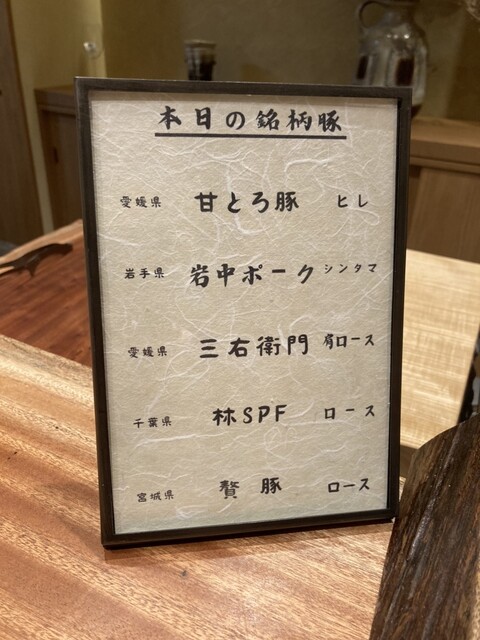 本日の銘柄豚
愛媛県 甘とろ豚 ヒレ
岩手県 岩中ポーク シンタマ
愛媛県 三右衛門 肩ロース
千葉県 林SPF ロース
宮城県 贅豚 ロース